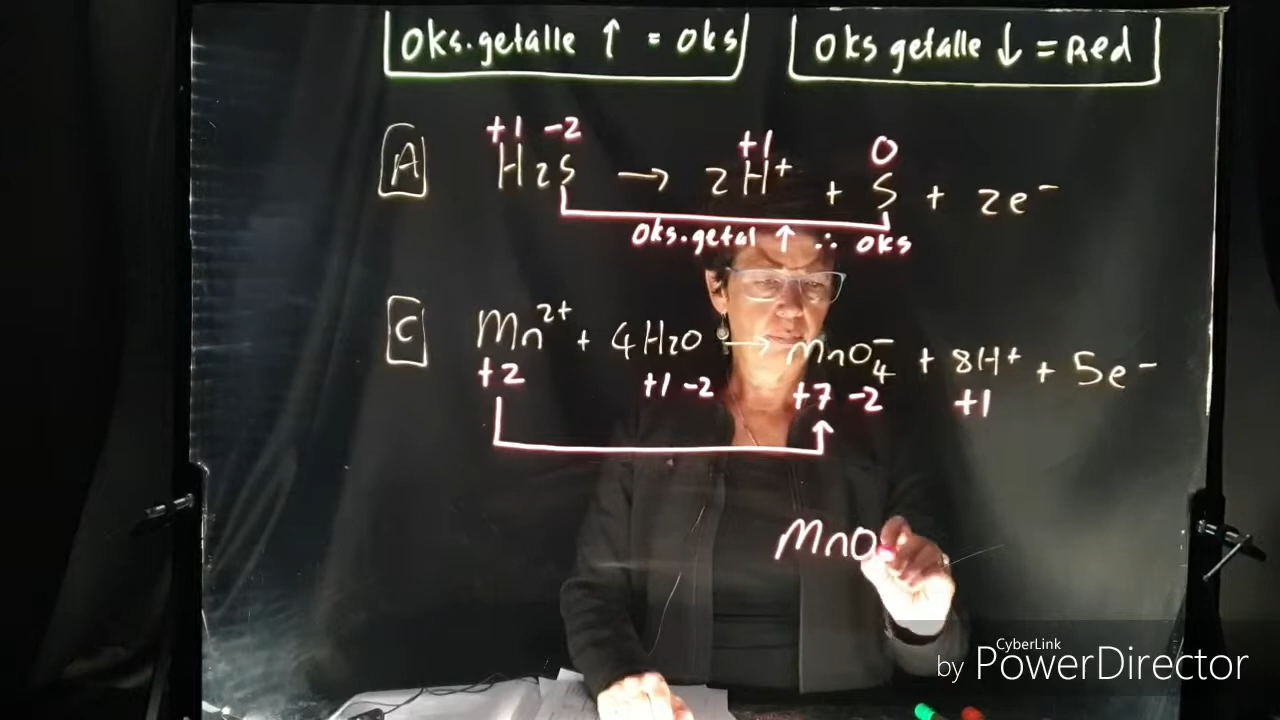 oks.getalle ↑ = oks
oks getalle ↓ = Red
A
+1 -2 +1 0
H₂S → 2H⁺ + S + 2e⁻
oks.getal ↑ ∴ oks
C
Mn²⁺ + 4H₂O → MnO₄⁻ + 8H⁺ + 5e⁻
+2 +1 -2 +7 -2 +1
MnO
CyberLink
by PowerDirector